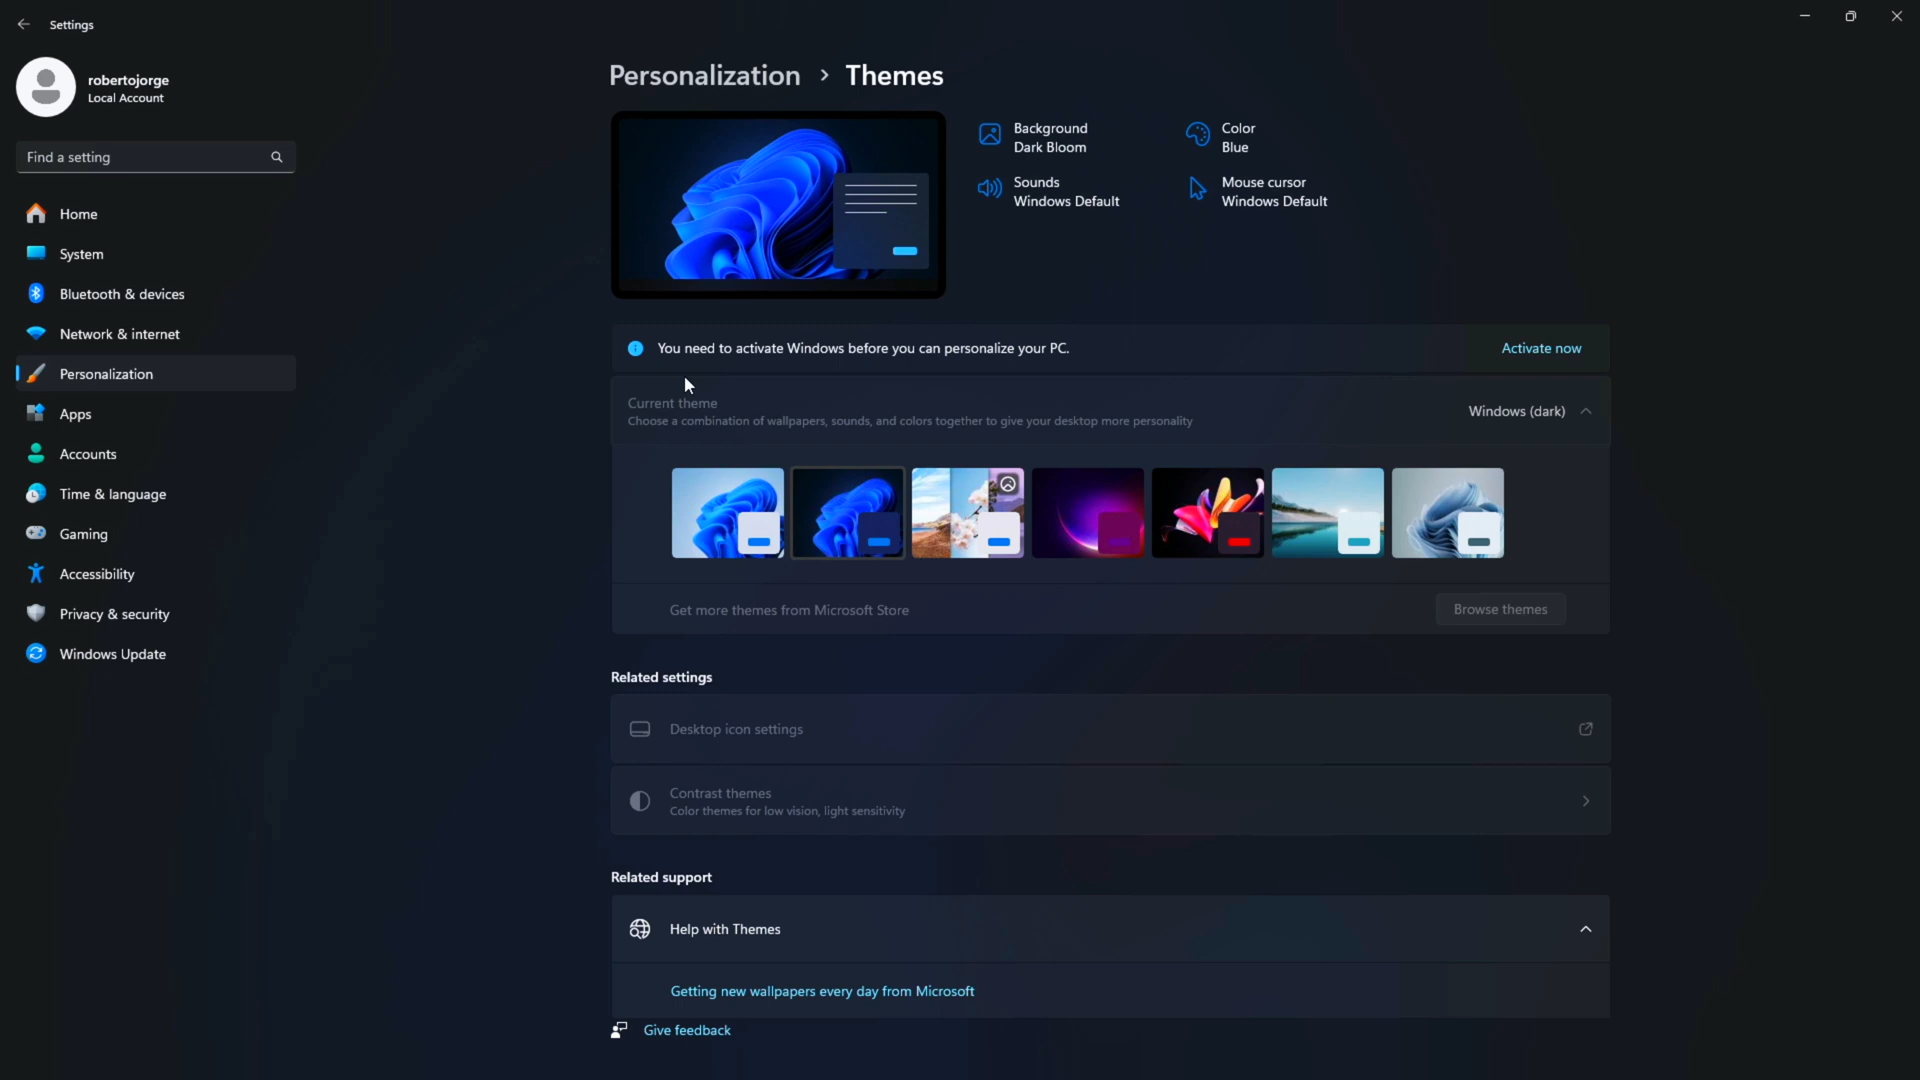 Settings
robertojorge
Local Account
Find a setting
Home
System
Bluetooth & devices
Network & internet
Personalization
Apps
Accounts
Time & language
Gaming
Accessibility
Privacy & security
Windows Update
Personalization > Themes
Background
Dark Bloom
Color
Blue
Sounds
Windows Default
Mouse cursor
Windows Default
You need to activate Windows before you can personalize your PC.
Activate now
Current theme
Choose a combination of wallpapers, sounds, and colors together to give your desktop more personality
Windows (dark)
Get more themes from Microsoft Store
Browse themes
Related settings
Desktop icon settings
Contrast themes
Color themes for low vision, light sensitivity
Related support
Help with Themes
Getting new wallpapers every day from Microsoft
Give feedback